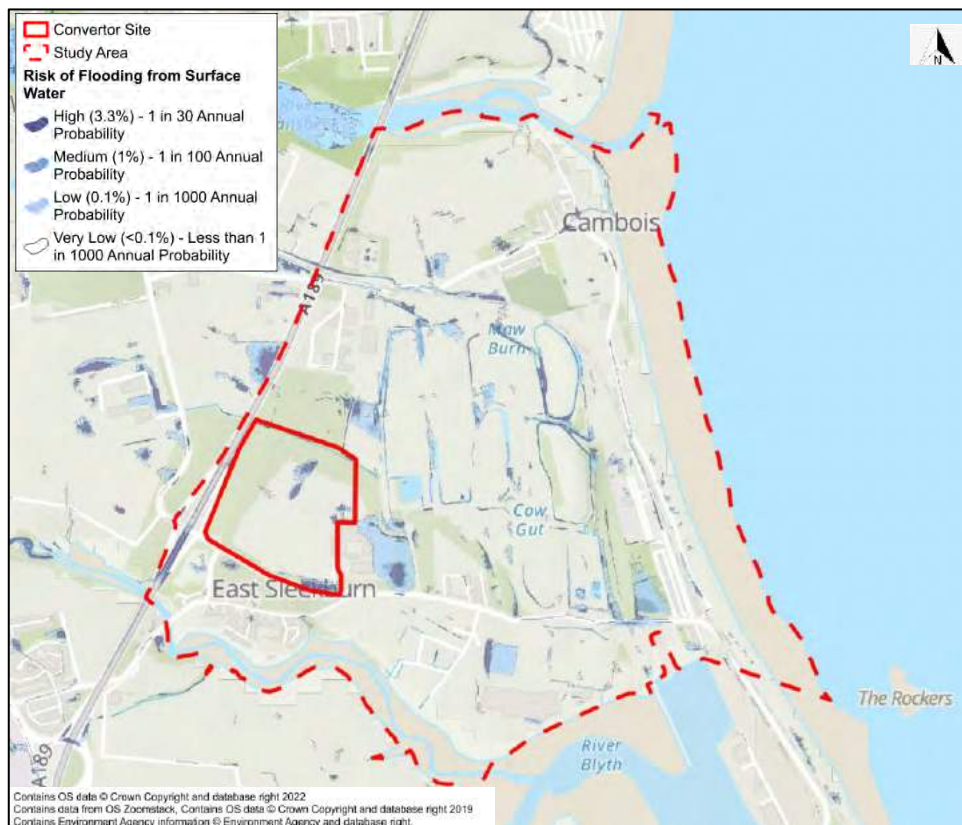 Convertor Site
Study Area
Risk of Flooding from Surface
Water
High (3.3%) - 1 in 30 Annual
Probability
Medium (1%) - 1 in 100 Annual
Probability
Low (0.1%) - 1 in 1000 Annual
Probability
Very Low (<0.1%) - Less than 1
in 1000 Annual Probability
N
River
Cambois
A189
Maw
Burn
Cow
Gut
East Sleekburn
The Rockers
River
Blyth
A189
Contains OS data © Crown Copyright and database right 2022
Contains data from OS Zoomstack, Contains OS data © Crown Copyright and database right 2019
Contains Environment Agency information © Environment Agency and database right.